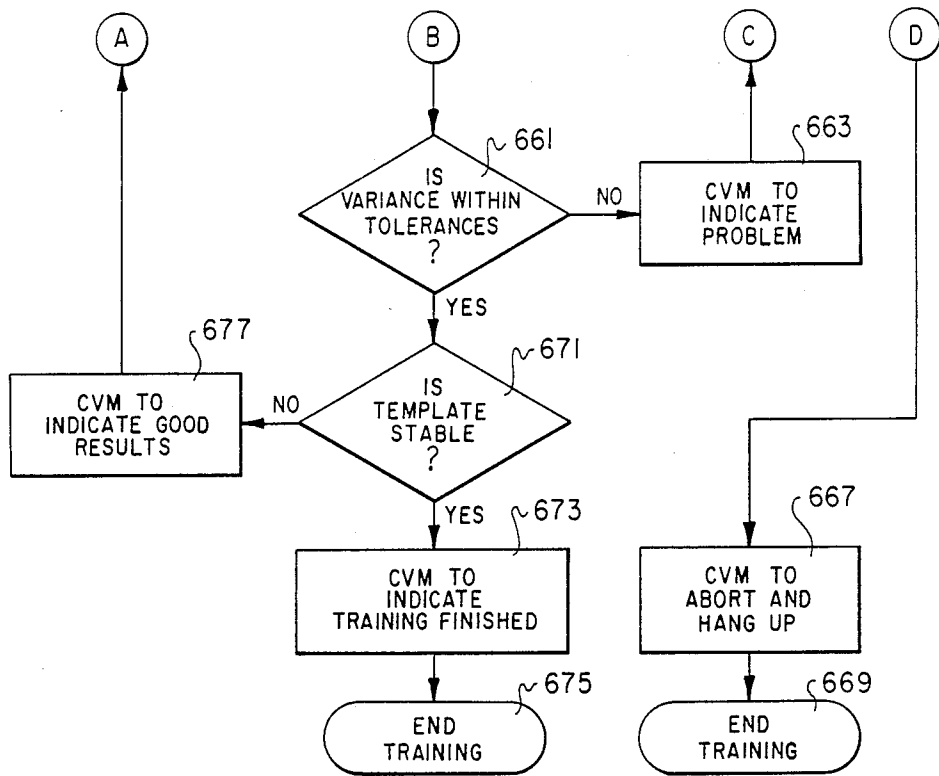 A
B
C
D
661
IS
VARIANCE WITHIN
TOLERANCES
?
NO
663
CVM TO
INDICATE
PROBLEM
YES
677
CVM TO
INDICATE GOOD
RESULTS
NO
671
IS
TEMPLATE
STABLE
?
YES
673
CVM TO
INDICATE
TRAINING FINISHED
667
CVM TO
ABORT AND
HANG UP
675
END
TRAINING
669
END
TRAINING